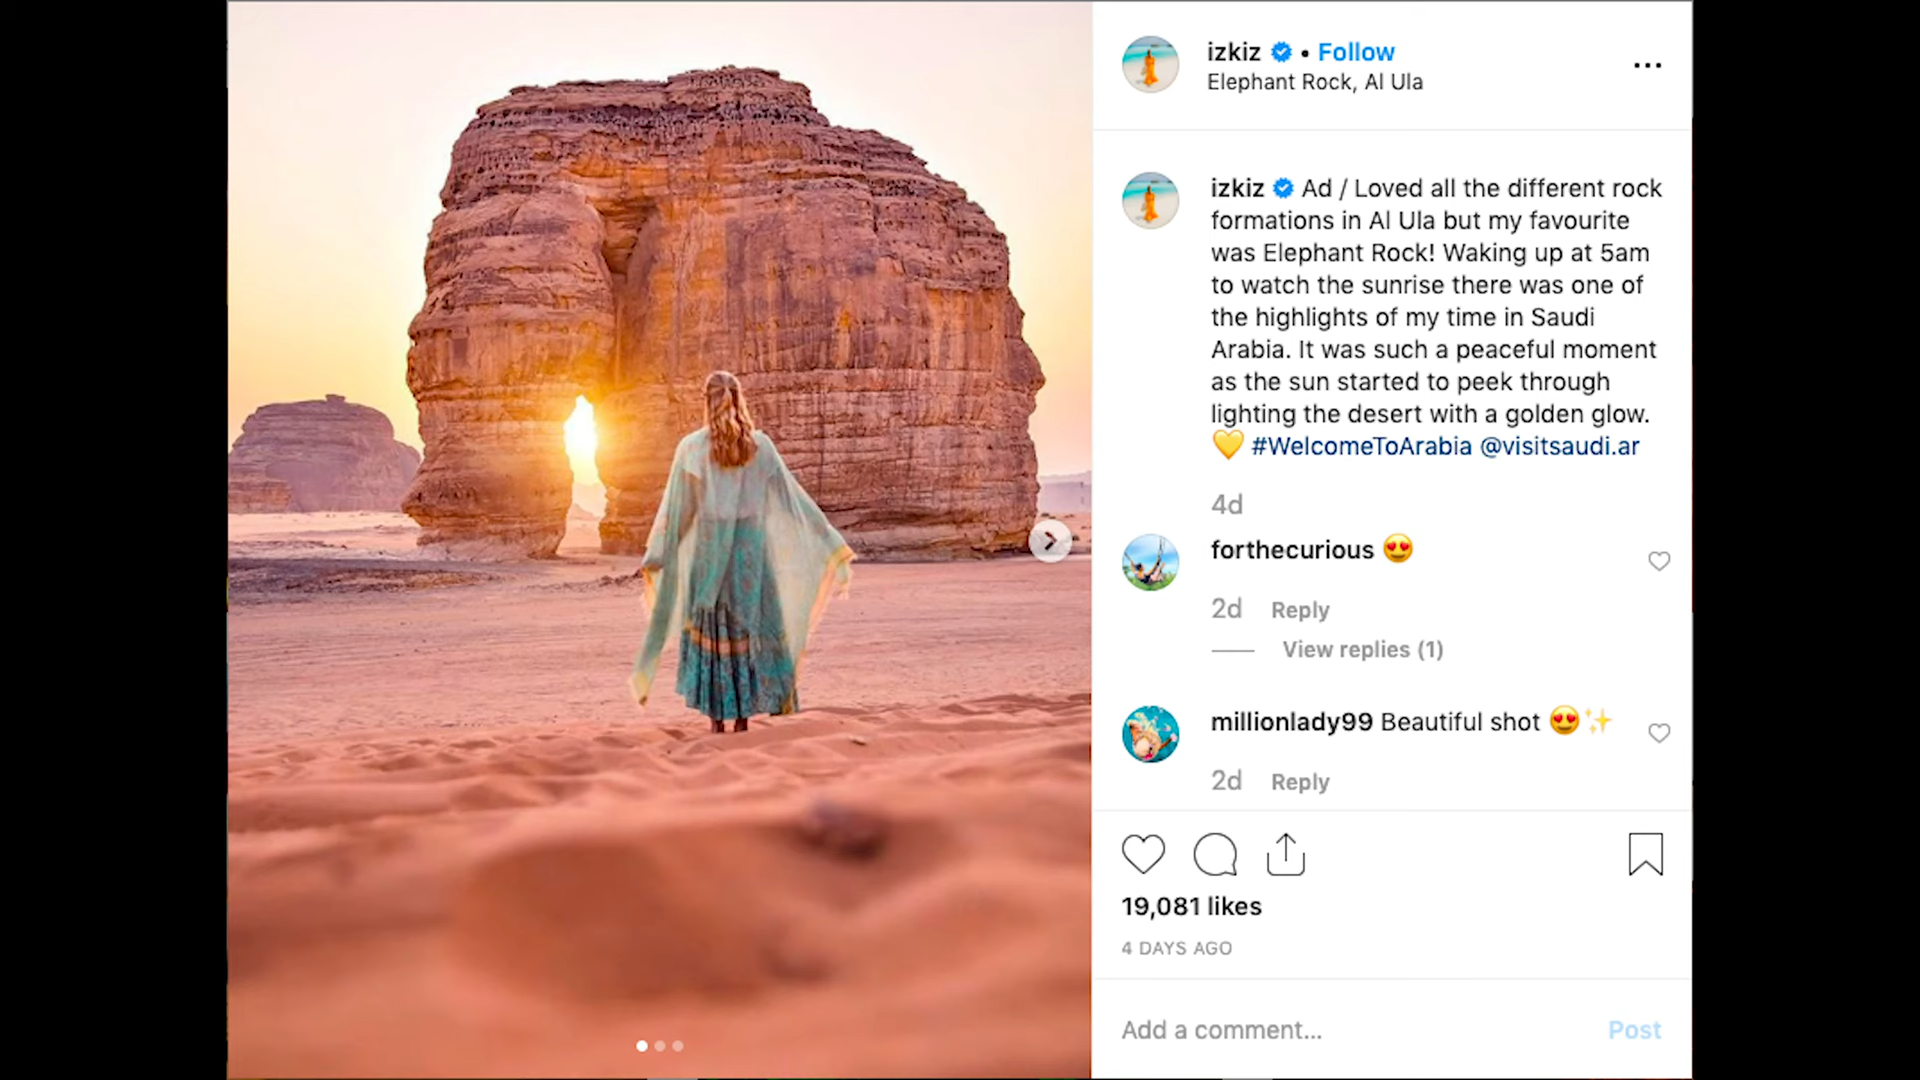 izkiz • Follow
Elephant Rock, Al Ula
izkiz Ad / Loved all the different rock
formations in Al Ula but my favourite
was Elephant Rock! Waking up at 5am
to watch the sunrise there was one of
the highlights of my time in Saudi
Arabia. It was such a peaceful moment
as the sun started to peek through
lighting the desert with a golden glow.
💛 #WelcomeToArabia @visitsaudi.ar
4d
forthecurious 😍
2d Reply
View replies (1)
millionlady99 Beautiful shot 😍✨
2d Reply
19,081 likes
4 DAYS AGO
Add a comment... Post